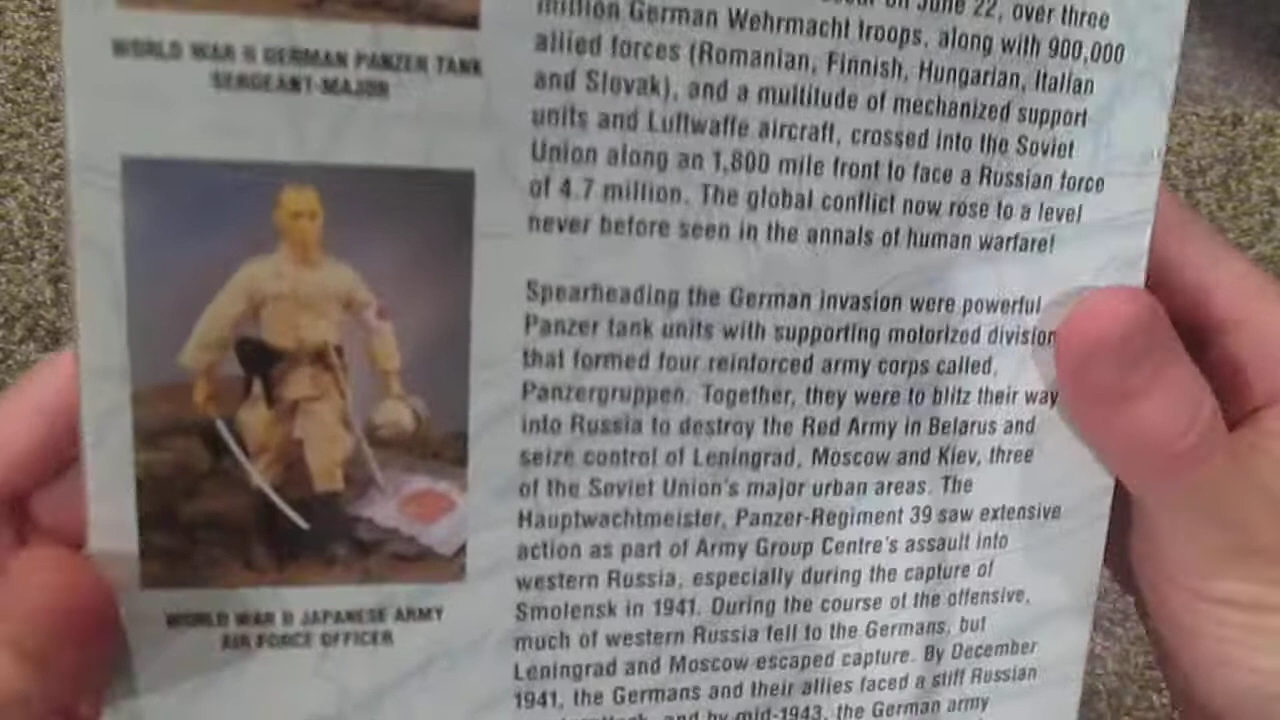 WORLD WAR II GERMAN PANZER TANK
SERGEANT-MAJOR
WORLD WAR II JAPANESE ARMY
AIR FORCE OFFICER
on June 22, over three
million German Wehrmacht troops, along with 900,000
allied forces (Romanian, Finnish, Hungarian, Italian
and Slovak), and a multitude of mechanized support
units and Luftwaffe aircraft, crossed into the Soviet
Union along an 1,800 mile front to face a Russian force
of 4.7 million. The global conflict now rose to a level
never before seen in the annals of human warfare!
Spearheading the German invasion were powerful
Panzer tank units with supporting motorized division
that formed four reinforced army corps called,
Panzergruppen. Together, they were to blitz their way
into Russia to destroy the Red Army in Belarus and
seize control of Leningrad, Moscow and Kiev, three
of the Soviet Union's major urban areas. The
Hauptwachtmeister, Panzer-Regiment 39 saw extensive
action as part of Army Group Centre's assault into
western Russia, especially during the capture of
Smolensk in 1941. During the course of the offensive,
much of western Russia fell to the Germans, but
Leningrad and Moscow escaped capture. By December
1941, the Germans and their allies faced a stiff Russian
and by mid-1943, the German army